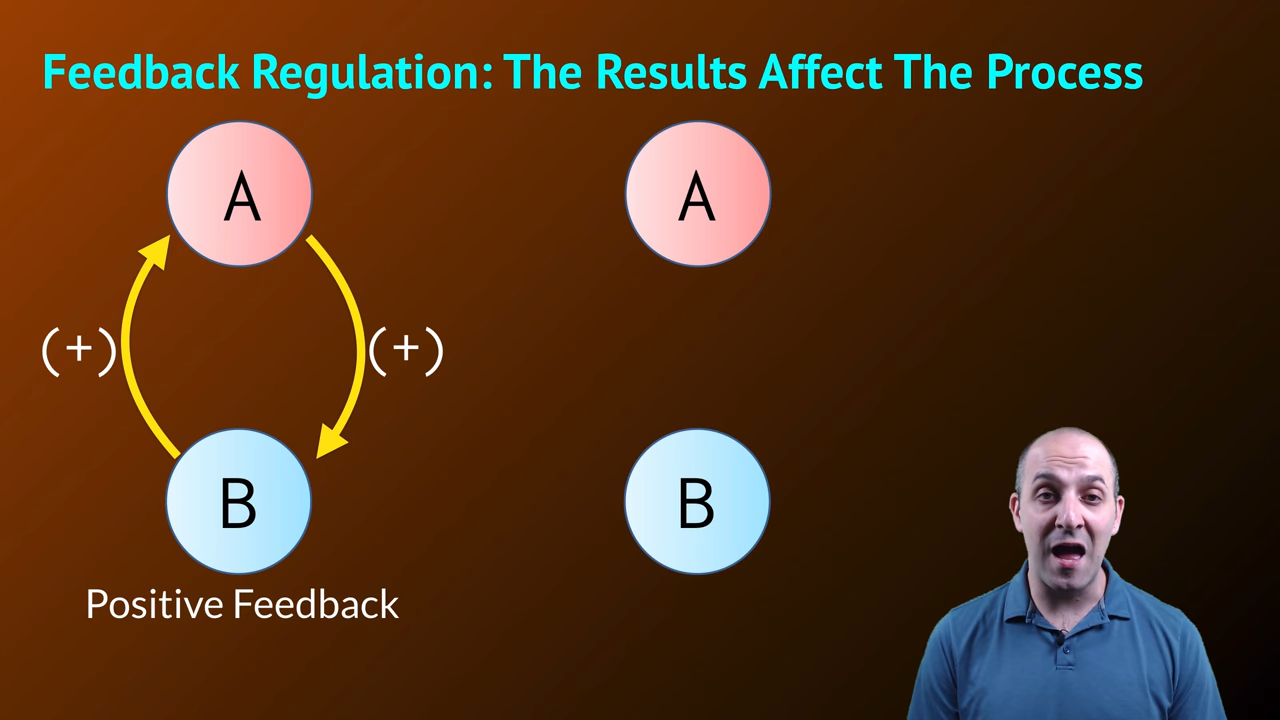 Feedback Regulation: The Results Affect The Process
A
A
(+)
(+)
B
B
Positive Feedback